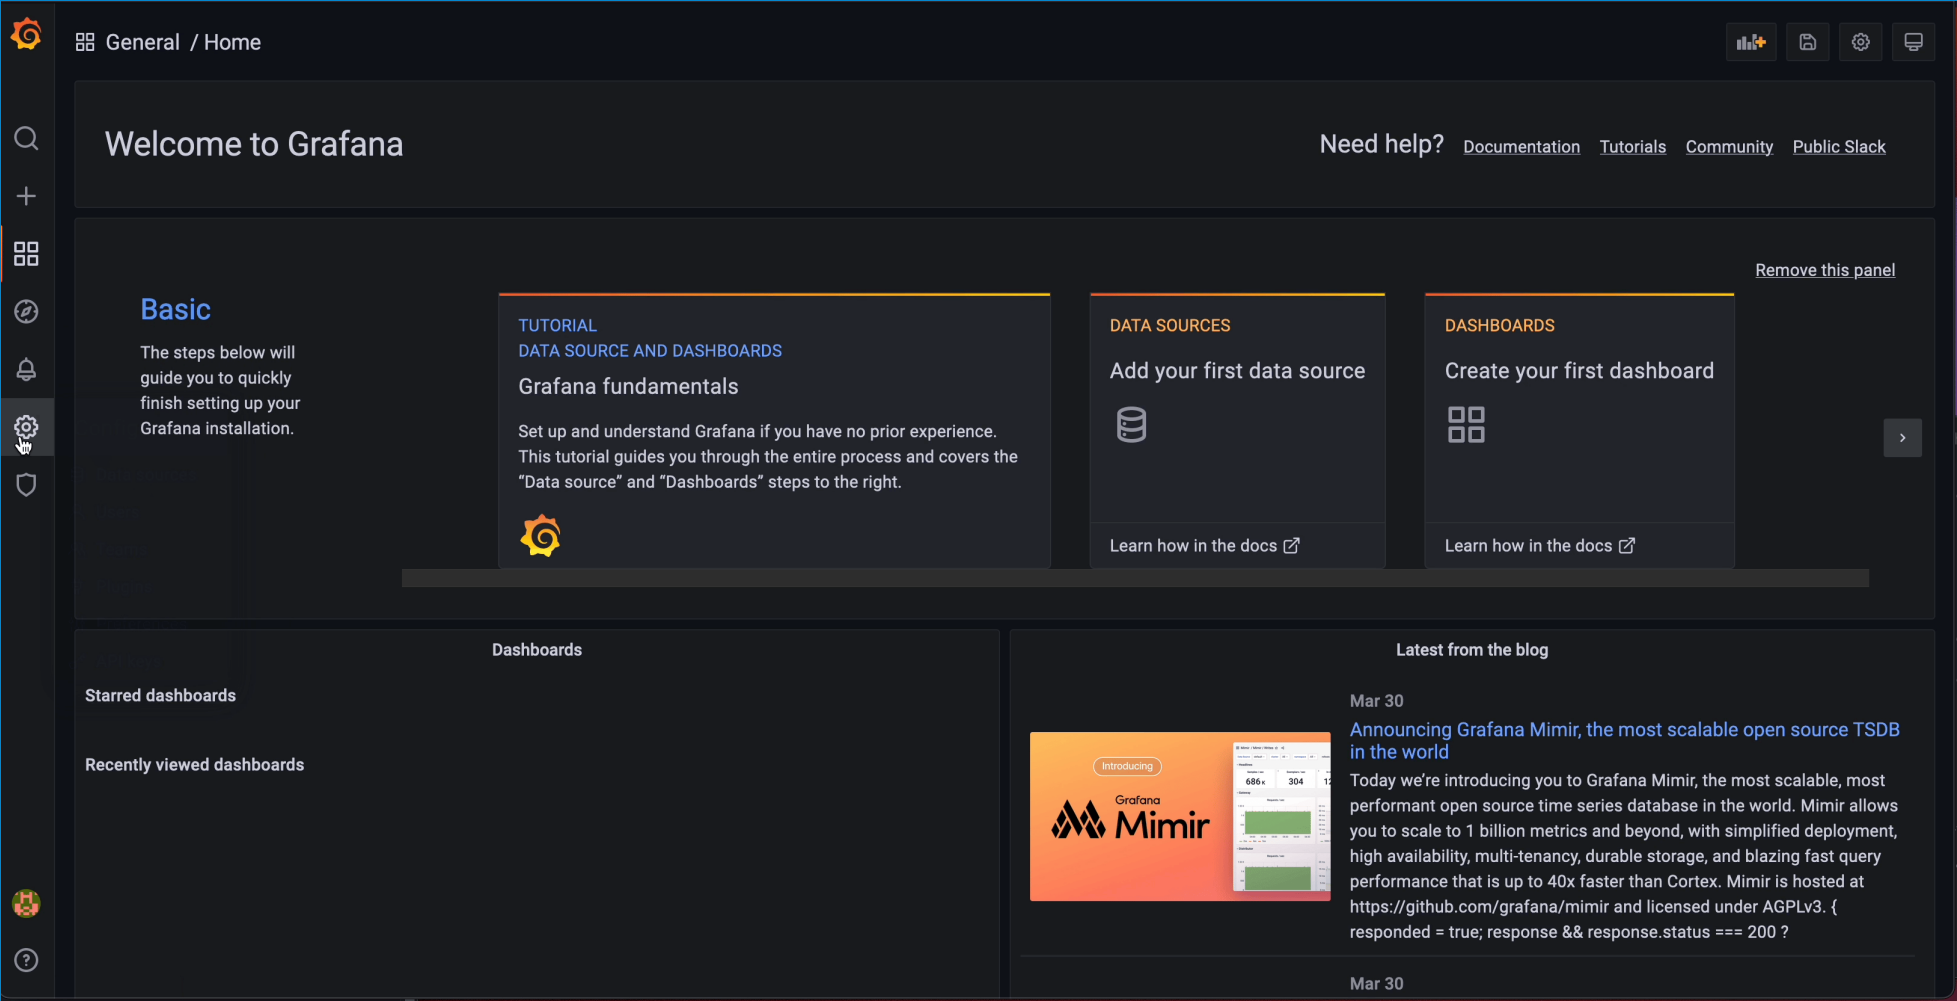 General / Home
Welcome to Grafana
Need help? Documentation Tutorials Community Public Slack
Remove this panel
Basic
The steps below will
guide you to quickly
finish setting up your
Grafana installation.
TUTORIAL
DATA SOURCE AND DASHBOARDS
Grafana fundamentals
Set up and understand Grafana if you have no prior experience.
This tutorial guides you through the entire process and covers the
“Data source” and “Dashboards” steps to the right.
DATA SOURCES
Add your first data source
Learn how in the docs
DASHBOARDS
Create your first dashboard
Learn how in the docs
Dashboards
Starred dashboards
Recently viewed dashboards
Latest from the blog
Mar 30
Announcing Grafana Mimir, the most scalable open source TSDB
in the world
Today we’re introducing you to Grafana Mimir, the most scalable, most
performant open source time series database in the world. Mimir allows
you to scale to 1 billion metrics and beyond, with simplified deployment,
high availability, multi-tenancy, durable storage, and blazing fast query
performance that is up to 40x faster than Cortex. Mimir is hosted at
https://github.com/grafana/mimir and licensed under AGPLv3. {
responded = true; response && response.status === 200 ?
Introducing
Grafana
Mimir
686 304
Mar 30